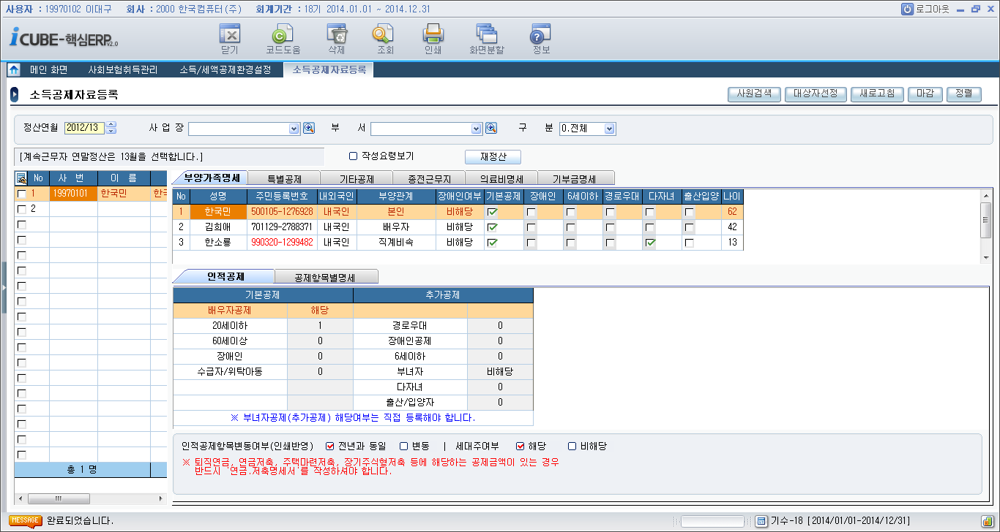 사용자 : 19970102 이대구 회사 : 2000 한국컴퓨터(주) 회계기간 : 18기 2014.01.01 ~ 2014.12.31 로그아웃
iCUBE-핵심ERP v2.0
닫기 코드도움 삭제 조회 인쇄 화면분할 정보
메인 화면 사회보험취득관리 소득/세액공제환경설정 소득공제자료등록
소득공제자료등록 사원검색 대상자선정 새로고침 마감 정렬
정산연월 2012/13 사 업 장 부 서 구 분 0.전체
[계속근무자 연말정산은 13월을 선택합니다.] 작성요령보기 재정산
No 사 번 이 름
1 19970101 한국민 한국
2
총 1 명
부양가족명세 특별공제 기타공제 종전근무지 의료비명세 기부금명세
No 성명 주민등록번호 내외국인 부양관계 장애인여부 기본공제 장애인 6세이하 경로우대 다자녀 출산입양 나이
1 한국민 500105-1276928 내국인 본인 비해당 62
2 김희애 701129-2788371 내국인 배우자 비해당 42
3 한소룡 990320-1299482 내국인 직계비속 비해당 13
인적공제 공제항목별명세
기본공제 추가공제
배우자공제 해당
20세이하 1 경로우대 0
60세이상 0 장애인공제 0
장애인 0 6세이하 0
수급자/위탁아동 0 부녀자 비해당
다자녀 0
출산/입양자 0
※ 부녀자공제(추가공제) 해당여부는 직접 등록해야 합니다.
인적공제항목변동여부(인쇄반영) 전년과 동일 변동 | 세대주여부 해당 비해당
※ 퇴직연금, 연금저축, 주택마련저축, 장기주식형저축 등에 해당하는 공제금액이 있는 경우
반드시 '연금.저축명세서'를 작성하셔야 합니다.
MESSAGE 완료되었습니다. 기수-18 [2014/01/01-2014/12/31]